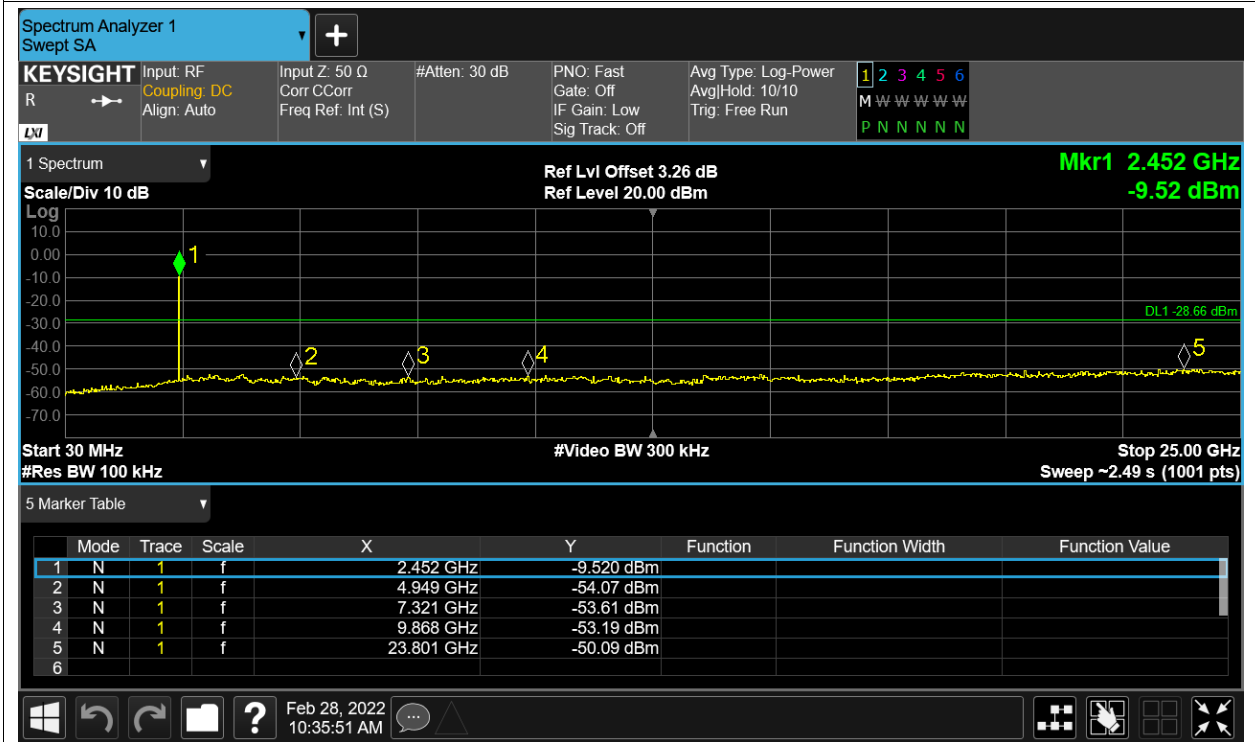 Spectrum Analyzer 1
Swept SA
+
KEYSIGHT
R
LXI
Input: RF
Coupling: DC
Align: Auto
Input Z: 50 Ω
Corr CCorr
Freq Ref: Int (S)
#Atten: 30 dB
PNO: Fast
Gate: Off
IF Gain: Low
Sig Track: Off
Avg Type: Log-Power
Avg|Hold: 10/10
Trig: Free Run
1 2 3 4 5 6
M W W W W W
P N N N N N
1 Spectrum
Scale/Div 10 dB
Ref Lvl Offset 3.26 dB
Ref Level 20.00 dBm
Mkr1 2.452 GHz
-9.52 dBm
Log
10.0
0.00
-10.0
-20.0
-30.0
-40.0
-50.0
-60.0
-70.0
1
DL1 -28.66 dBm
2
3
4
5
Start 30 MHz
#Res BW 100 kHz
#Video BW 300 kHz
Stop 25.00 GHz
Sweep ~2.49 s (1001 pts)
5 Marker Table
Mode Trace Scale X Y Function Function Width Function Value
1 N 1 f 2.452 GHz -9.520 dBm
2 N 1 f 4.949 GHz -54.07 dBm
3 N 1 f 7.321 GHz -53.61 dBm
4 N 1 f 9.868 GHz -53.19 dBm
5 N 1 f 23.801 GHz -50.09 dBm
6
?
Feb 28, 2022
10:35:51 AM